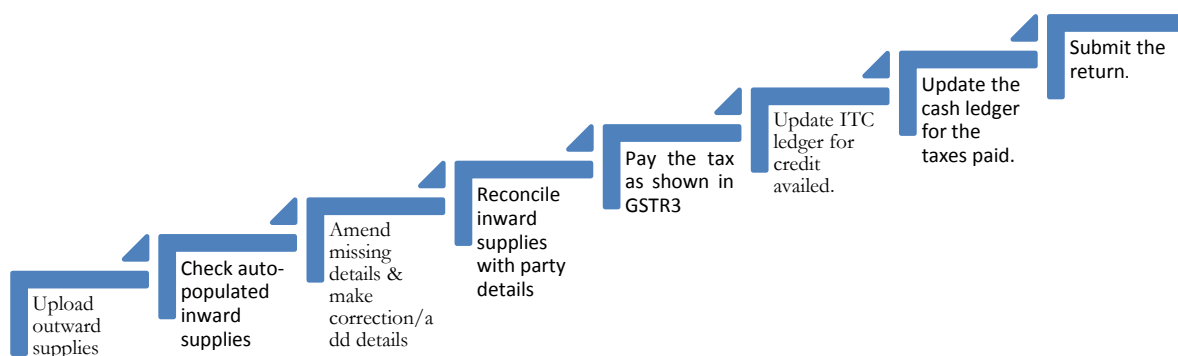 Upload
outward
supplies
Check auto-
populated
inward
supplies
Amend
missing
details &
make
correction/a
dd details
Reconcile
inward
supplies
with party
details
Pay the tax
as shown in
GSTR3
Update ITC
ledger for
credit
availed.
Update the
cash ledger
for the
taxes paid.
Submit the
return.